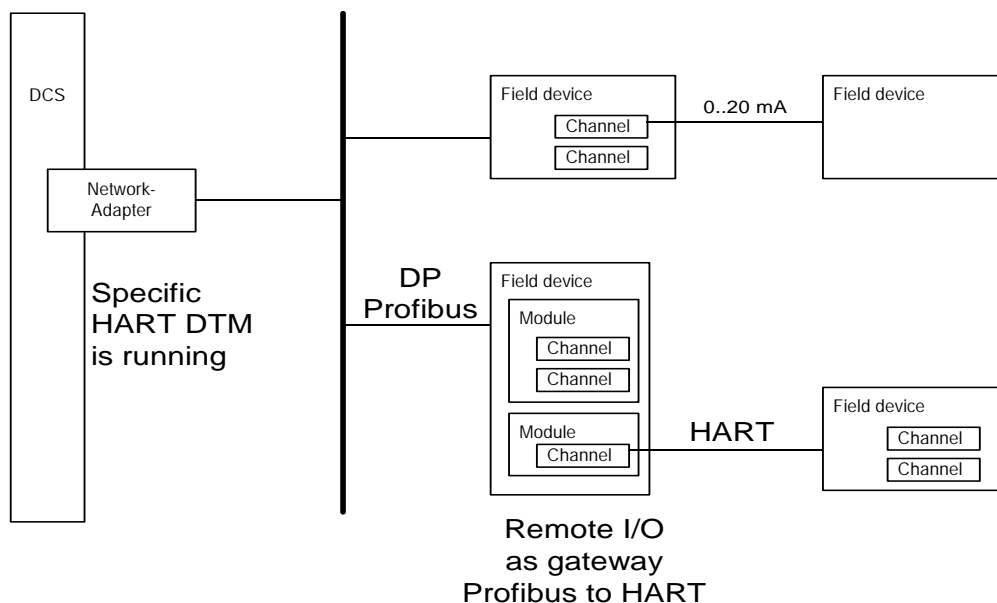 DCS
Network-
Adapter
Specific
HART DTM
is running
Field device
Channel
Channel
0..20 mA
Field device
DP
Profibus
Field device
Module
Channel
Channel
Module
Channel
HART
Field device
Channel
Channel
Remote I/O
as gateway
Profibus to HART